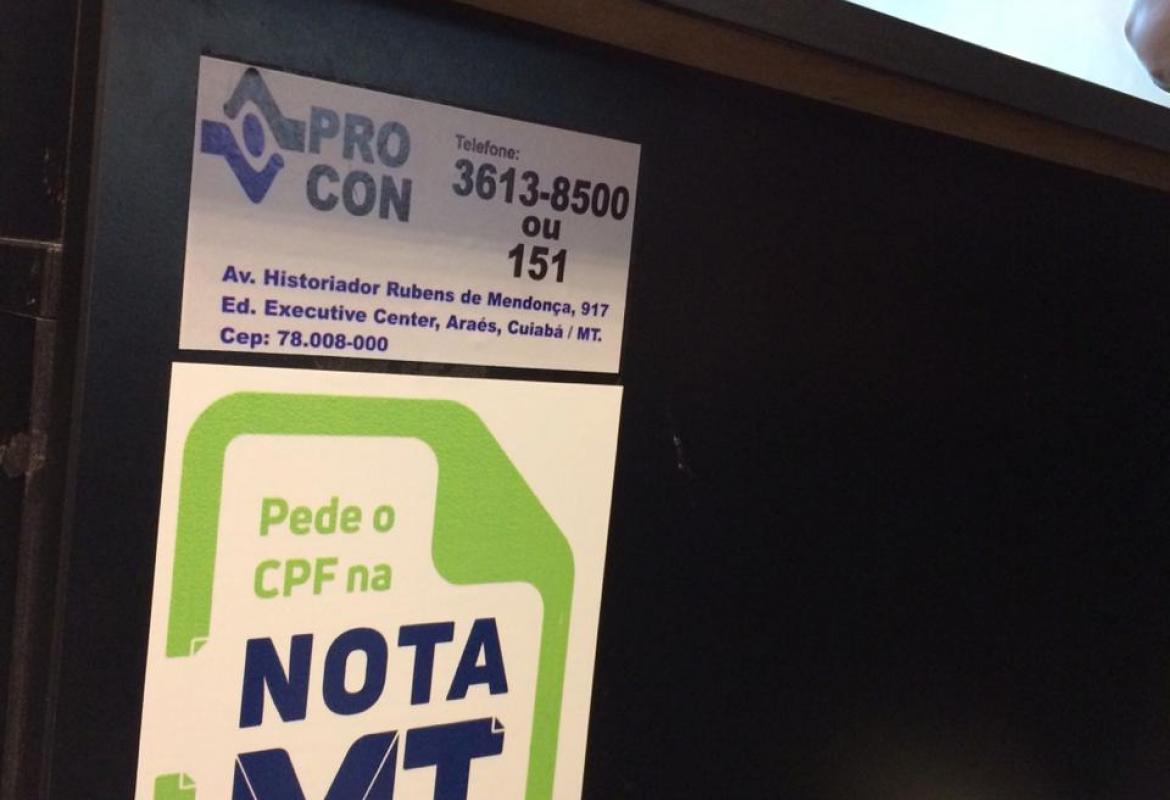 PRO
CON
Telefone:
3613-8500
ou
151
Av. Historiador Rubens de Mendonça, 917
Ed. Executive Center, Araés, Cuiabá / MT.
Cep: 78.008-000
Pede o
CPF na
NOTA
MT